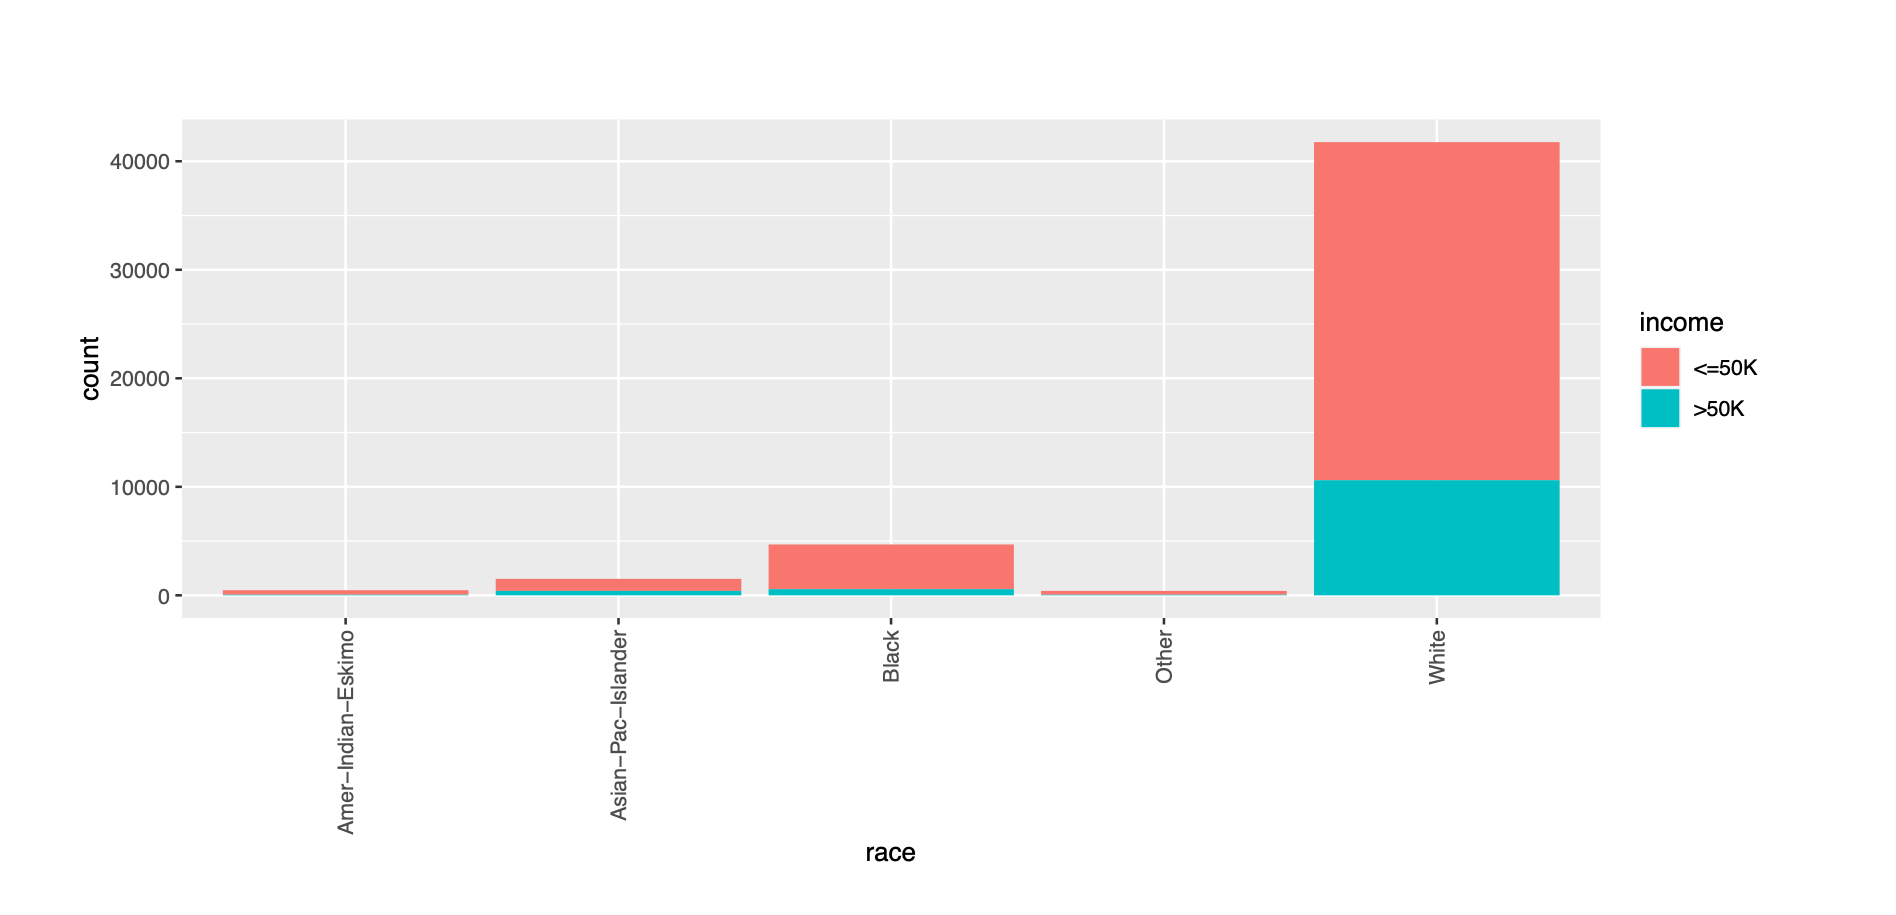 40000
30000
20000
10000
0
count
Amer−Indian−Eskimo
Asian−Pac−Islander
Black
Other
White
race
income
<=50K
>50K